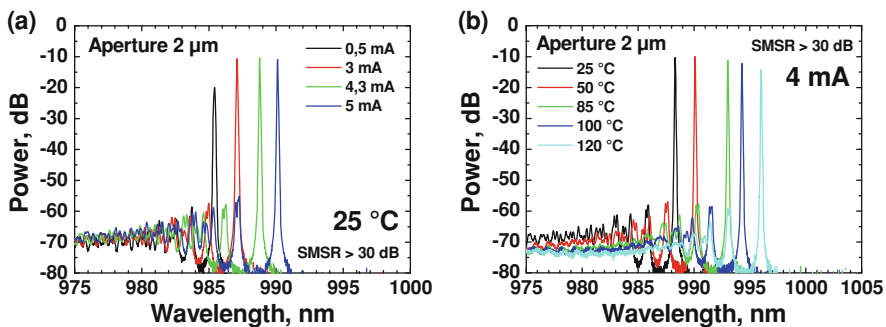 (a)
Aperture 2 µm
0,5 mA
3 mA
4,3 mA
5 mA
25 °C
SMSR > 30 dB
Power, dB
0
-10
-20
-30
-40
-50
-60
-70
-80
975
980
985
990
995
1000
Wavelength, nm
(b)
Aperture 2 µm
SMSR > 30 dB
4 mA
25 °C
50 °C
85 °C
100 °C
120 °C
Power, dB
0
-10
-20
-30
-40
-50
-60
-70
-80
975
980
985
990
995
1000
1005
Wavelength, nm